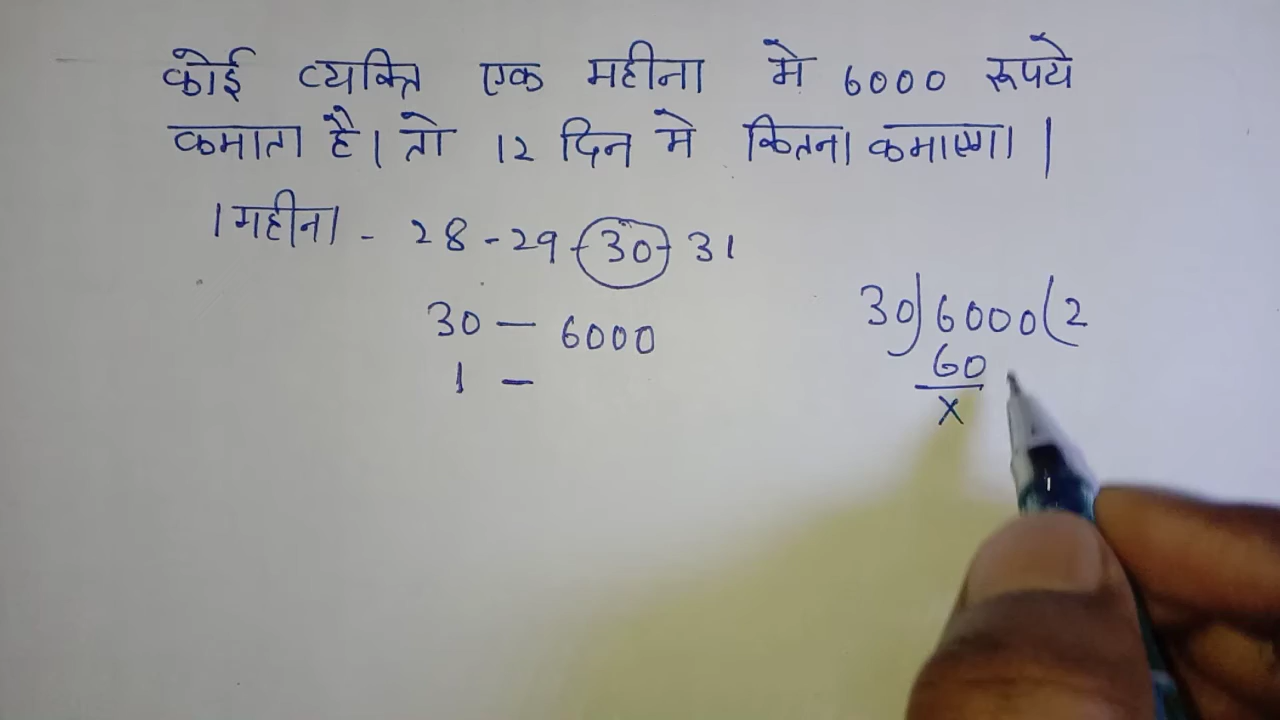 कोई व्यक्ति एक महीना मे 6000 रूपये
कमाता है। तो 12 दिन मे कितना कमाएगा।
1 महीना - 28 - 29 - 30 - 31
30 — 6000
1 —
30) 6000 (2
60
x